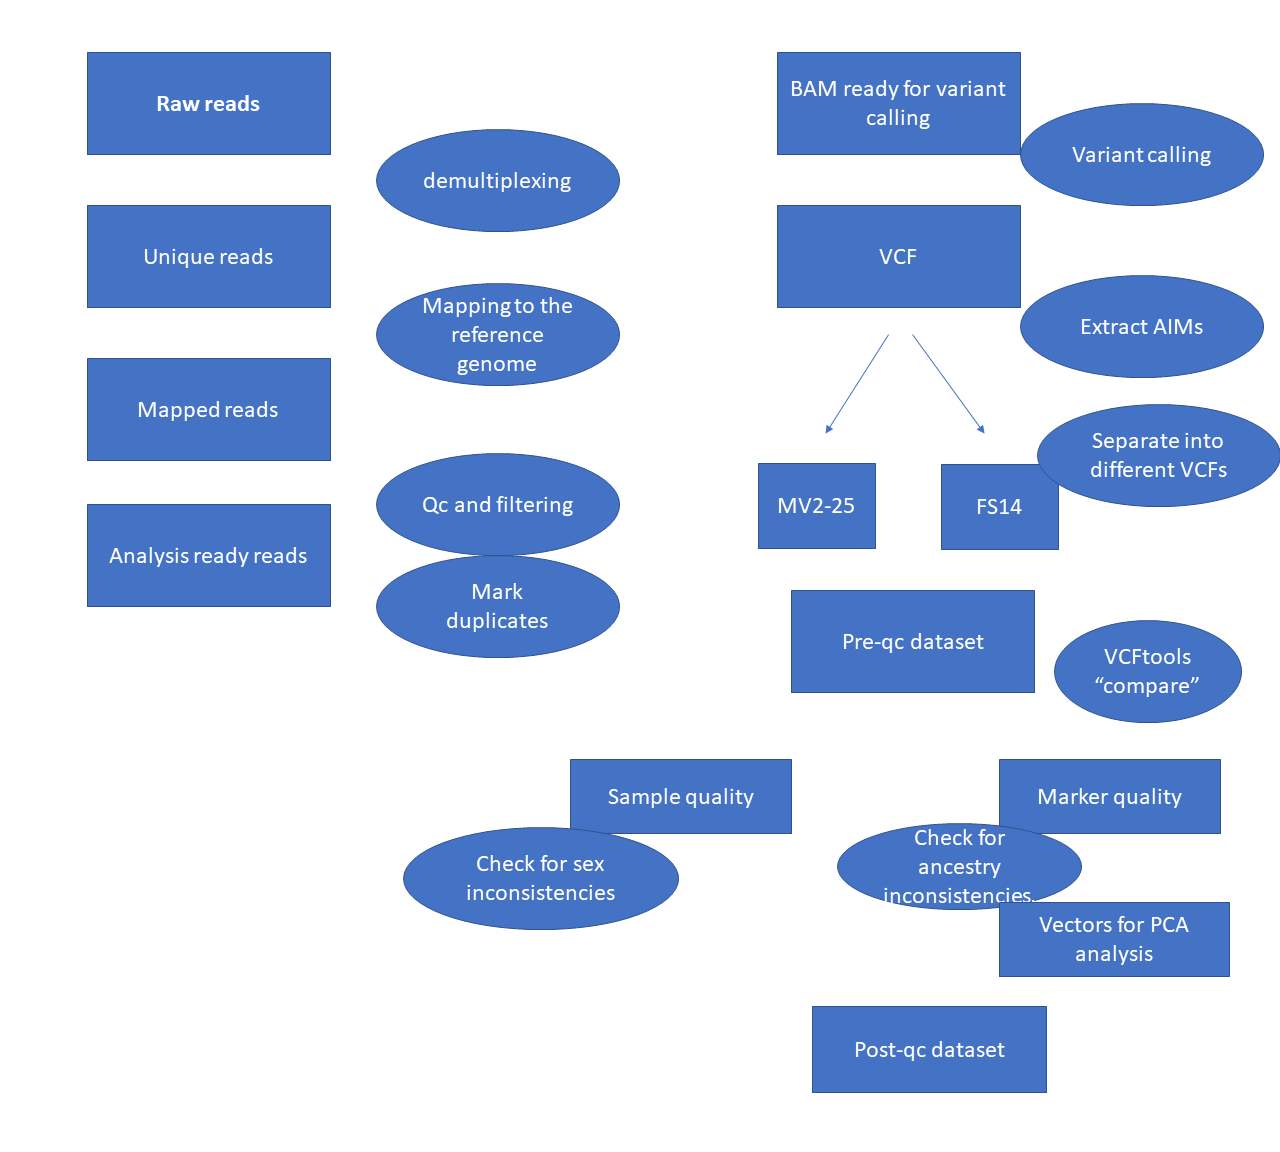 Raw reads
demultiplexing
Unique reads
Mapping to the
reference
genome
Mapped reads
Qc and filtering
Analysis ready reads
Mark
duplicates
BAM ready for variant
calling
Variant calling
VCF
Extract AIMs
Separate into
different VCFs
MV2-25
FS14
Pre-qc dataset
VCFtools
“compare”
Sample quality
Marker quality
Check for sex
inconsistencies
Check for
ancestry
inconsistencies.
Vectors for PCA
analysis
Post-qc dataset